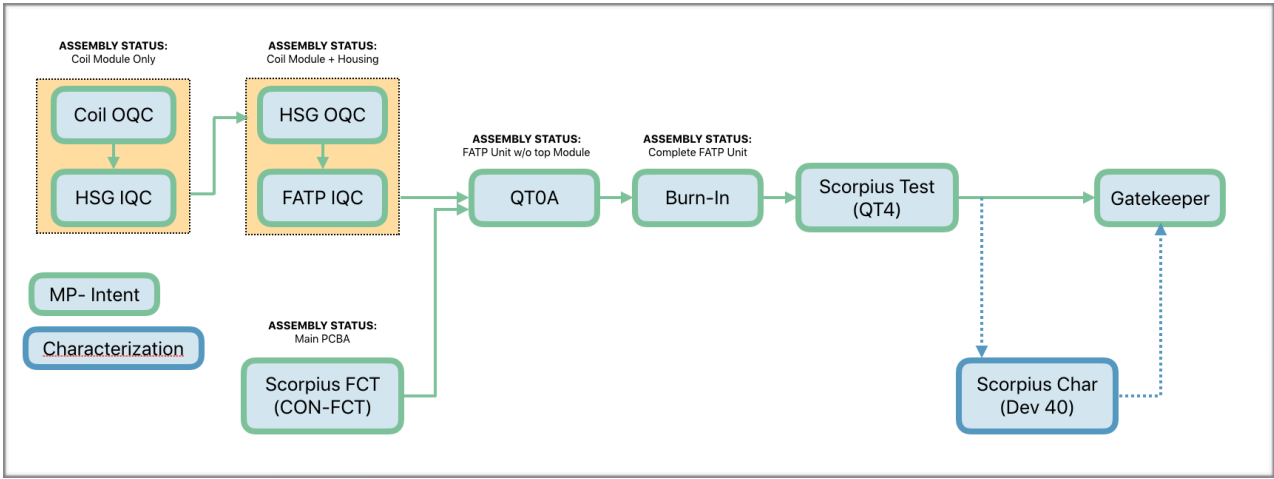 ASSEMBLY STATUS:
Coil Module Only
Coil OQC
HSG IQC
ASSEMBLY STATUS:
Coil Module + Housing
HSG OQC
FATP IQC
ASSEMBLY STATUS:
FATP Unit w/o top Module
QT0A
ASSEMBLY STATUS:
Complete FATP Unit
Burn-In
Scorpius Test
(QT4)
Gatekeeper
MP- Intent
Characterization
ASSEMBLY STATUS:
Main PCBA
Scorpius FCT
(CON-FCT)
Scorpius Char
(Dev 40)